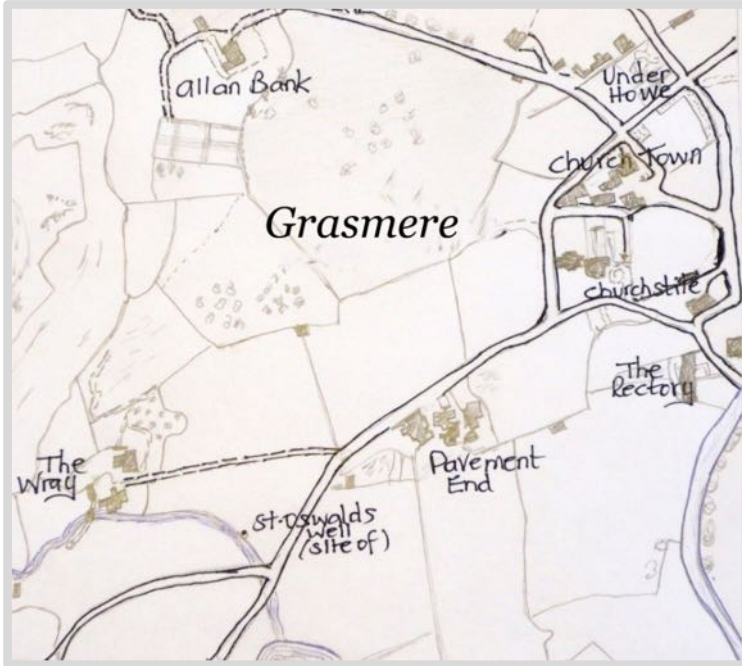 allan Bank
Under
Howe
Church Town
Grasmere
Churchstile
The
Rectory
Pavement
End
The
Wray
St. Oswalds
Well
(site of)